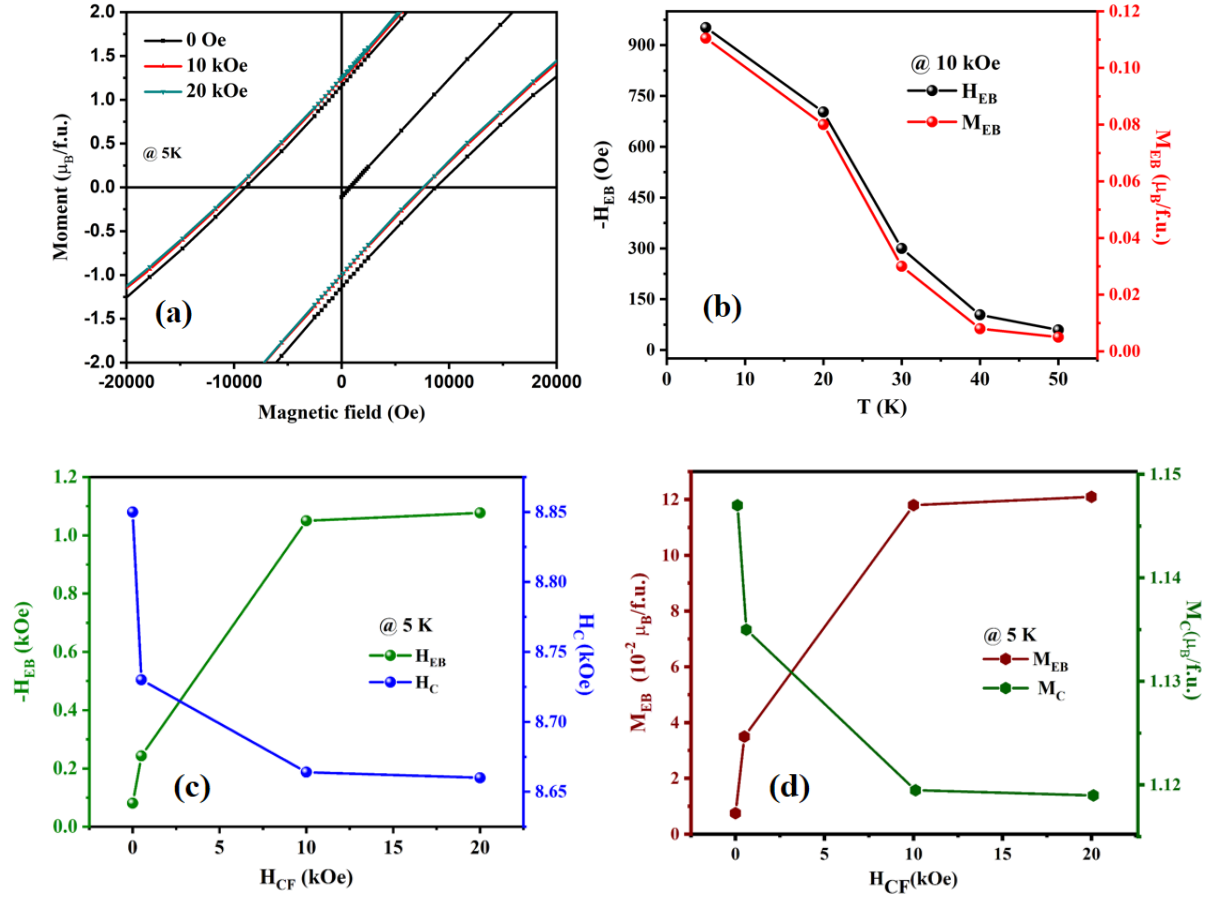 2.0
1.5
1.0
0.5
0.0
-0.5
-1.0
-1.5
-2.0
Moment (μB/f.u.)
0 Oe
10 kOe
20 kOe
@ 5K
(a)
-20000 -10000 0 10000 20000
Magnetic field (Oe)
900
750
600
450
300
150
0
-HEB (Oe)
@ 10 kOe
HEB
MEB
(b)
0.12
0.10
0.08
0.06
0.04
0.02
0.00
MEB (μB/f.u.)
0 10 20 30 40 50
T (K)
1.2
1.0
0.8
0.6
0.4
0.2
0.0
-HEB (kOe)
@ 5 K
HEB
HC
(c)
8.85
8.80
8.75
8.70
8.65
HC (kOe)
0 5 10 15 20
HCF (kOe)
12
10
8
6
4
2
0
MEB (10-2 μB/f.u.)
@ 5 K
MEB
MC
(d)
1.15
1.14
1.13
1.12
MC(μB/f.u.)
0 5 10 15 20
HCF(kOe)